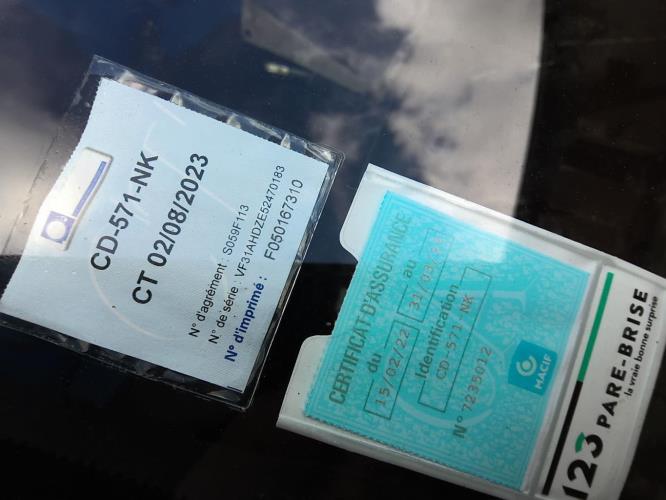 CD-571-NK
CT 02/08/2023
N° d'agrément : S059F113
N° de série : VF31AHDZE52470183
N° d'imprimé : F050167310
CERTIFICAT D'ASSURANCE
du au
15/02/22 31/03/
Identification
CD-571 NK
N° 7235012
MACIF
123 PARE-BRISE
la vraie bonne surprise